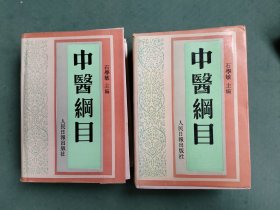 中醫綱目
石學敏 主編
人民日報出版社
中醫綱目
石學敏 主編
人民日報出版社